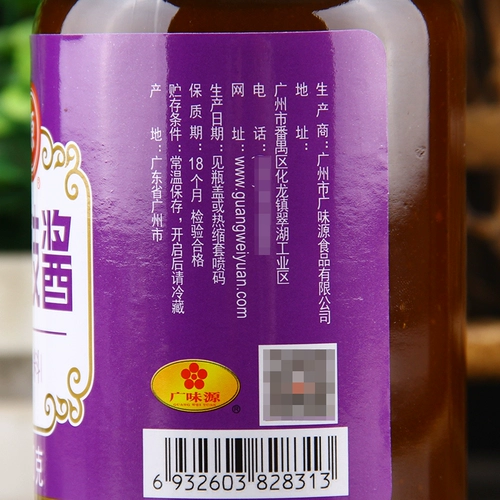 生产商：广州市广味源食品有限公司
地　址：广州市番禺区化龙镇翠湖工业区
电　话：
网　址：www.guangweiyuan.com
生产日期：见瓶盖或热缩套喷码
保质期：18个月 检验合格
贮存条件：常温保存，开启后请冷藏
产　地：广东省广州市
酱
广味源
®
6 932603 828313
克